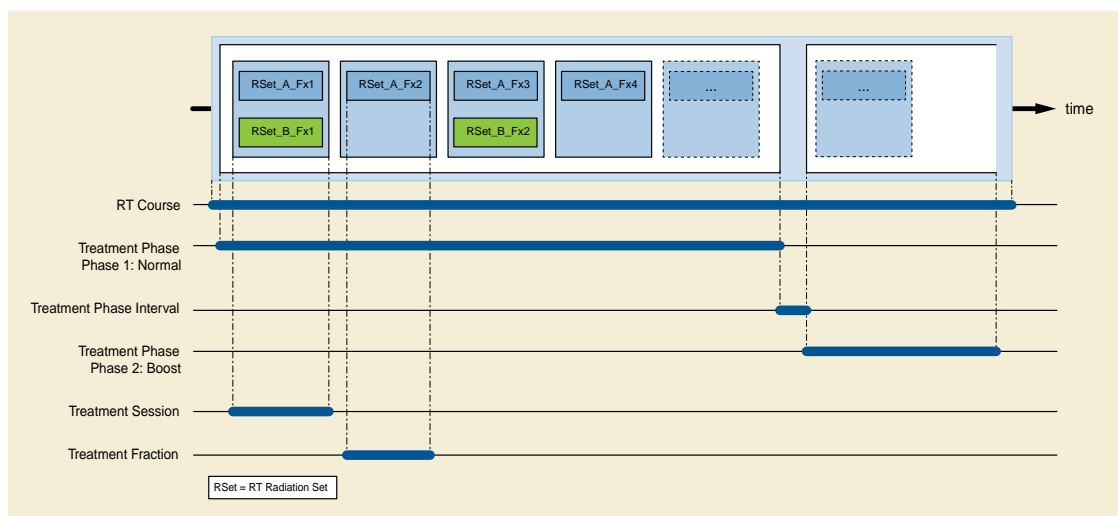 RSet_A_Fx1
RSet_A_Fx2
RSet_A_Fx3
RSet_A_Fx4
...
...
RSet_B_Fx1
RSet_B_Fx2
time
RT Course
Treatment Phase
Phase 1: Normal
Treatment Phase Interval
Treatment Phase
Phase 2: Boost
Treatment Session
Treatment Fraction
RSet = RT Radiation Set